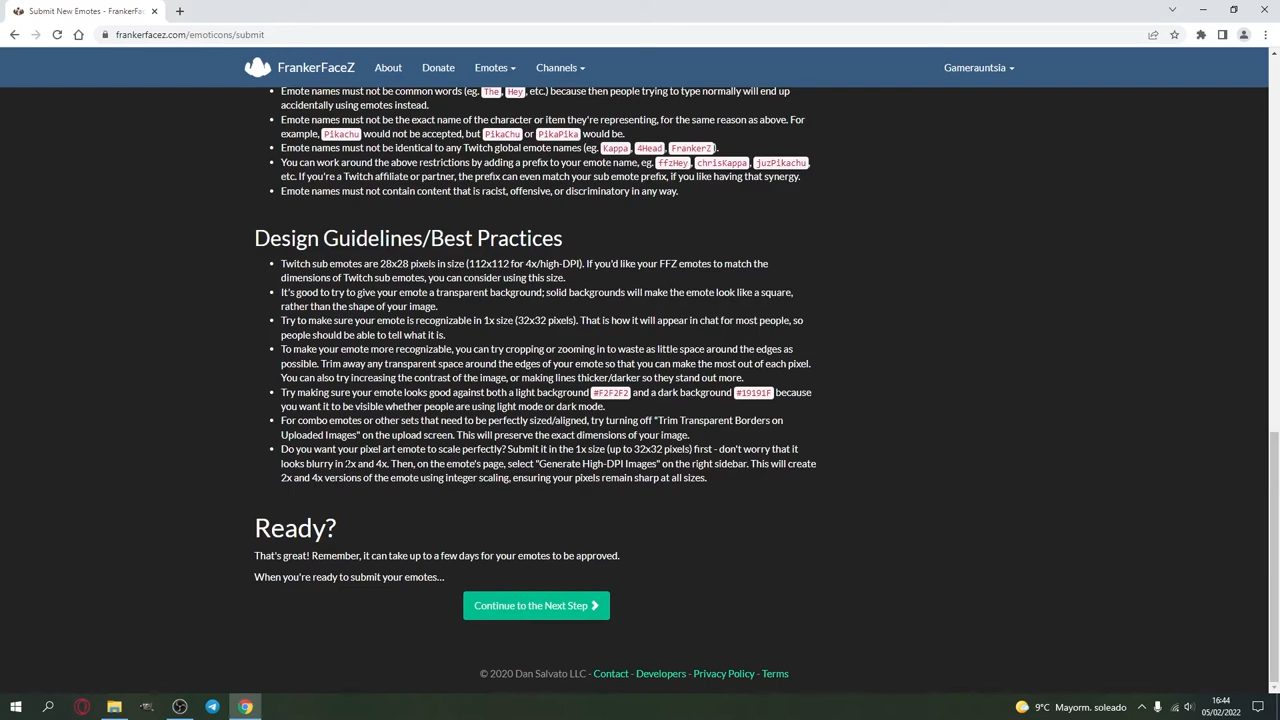 Submit New Emotes - FrankerFac
frankerfacez.com/emoticons/submit
FrankerFaceZ About Donate Emotes Channels Gamerauntsia
Emote names must not be common words (eg. The, Hey, etc.) because then people trying to type normally will end up
accidentally using emotes instead.
Emote names must not be the exact name of the character or item they're representing, for the same reason as above. For
example, Pikachu would not be accepted, but PikaChu or PikaPika would be.
Emote names must not be identical to any Twitch global emote names (eg. Kappa, 4Head, FrankerZ).
You can work around the above restrictions by adding a prefix to your emote name, eg. ffzHey, chrisKappa, juzPikachu,
etc. If you're a Twitch affiliate or partner, the prefix can even match your sub emote prefix, if you like having that synergy.
Emote names must not contain content that is racist, offensive, or discriminatory in any way.
Design Guidelines/Best Practices
Twitch sub emotes are 28x28 pixels in size (112x112 for 4x/high-DPI). If you'd like your FFZ emotes to match the
dimensions of Twitch sub emotes, you can consider using this size.
It's good to try to give your emote a transparent background; solid backgrounds will make the emote look like a square,
rather than the shape of your image.
Try to make sure your emote is recognizable in 1x size (32x32 pixels). That is how it will appear in chat for most people, so
people should be able to tell what it is.
To make your emote more recognizable, you can try cropping or zooming in to waste as little space around the edges as
possible. Trim away any transparent space around the edges of your emote so that you can make the most out of each pixel.
You can also try increasing the contrast of the image, or making lines thicker/darker so they stand out more.
Try making sure your emote looks good against both a light background #F2F2F2 and a dark background #19191F because
you want it to be visible whether people are using light mode or dark mode.
For combo emotes or other sets that need to be perfectly sized/aligned, try turning off "Trim Transparent Borders on
Uploaded Images" on the upload screen. This will preserve the exact dimensions of your image.
Do you want your pixel art emote to scale perfectly? Submit it in the 1x size (up to 32x32 pixels) first - don't worry that it
looks blurry in 2x and 4x. Then, on the emote's page, select "Generate High-DPI Images" on the right sidebar. This will create
2x and 4x versions of the emote using integer scaling, ensuring your pixels remain sharp at all sizes.
Ready?
That's great! Remember, it can take up to a few days for your emotes to be approved.
When you're ready to submit your emotes...
Continue to the Next Step
© 2020 Dan Salvato LLC - Contact - Developers - Privacy Policy - Terms
9°C Mayorm. soleado
16:44
05/02/2022